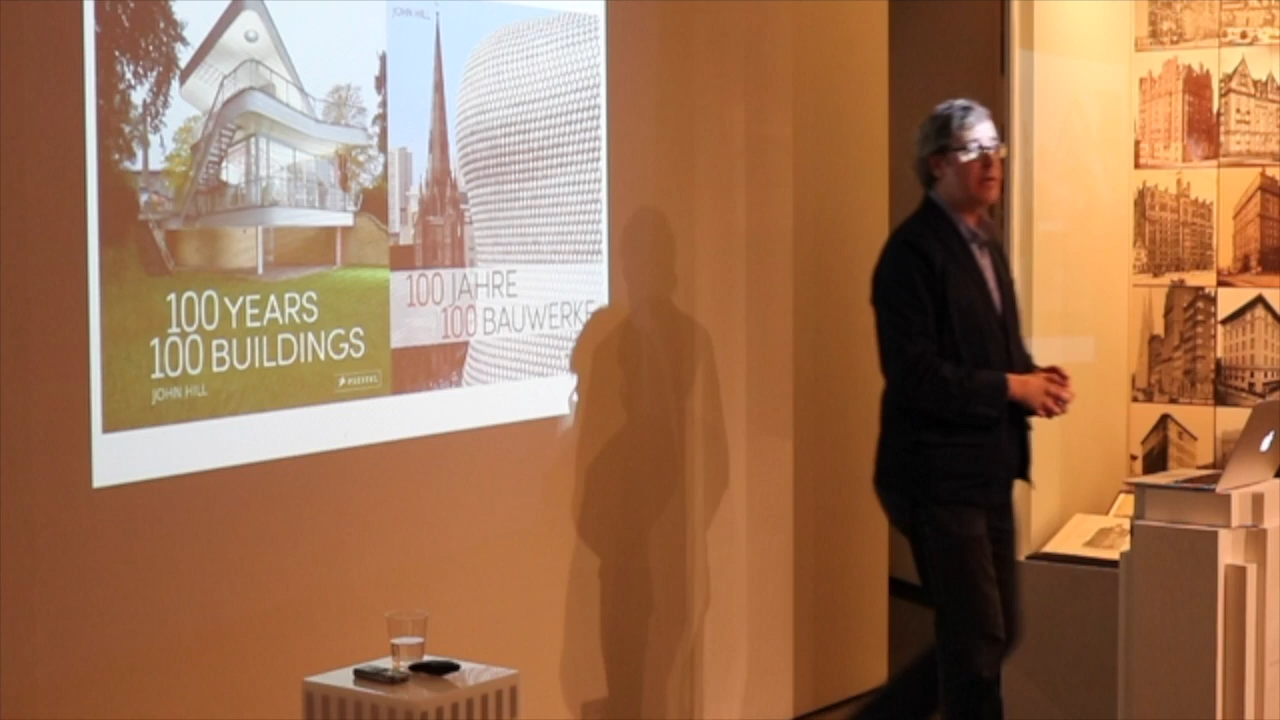 100 YEARS
100 BUILDINGS
JOHN HILL
PRESTEL
JOHN HILL
100 JAHRE
100 BAUWERKE